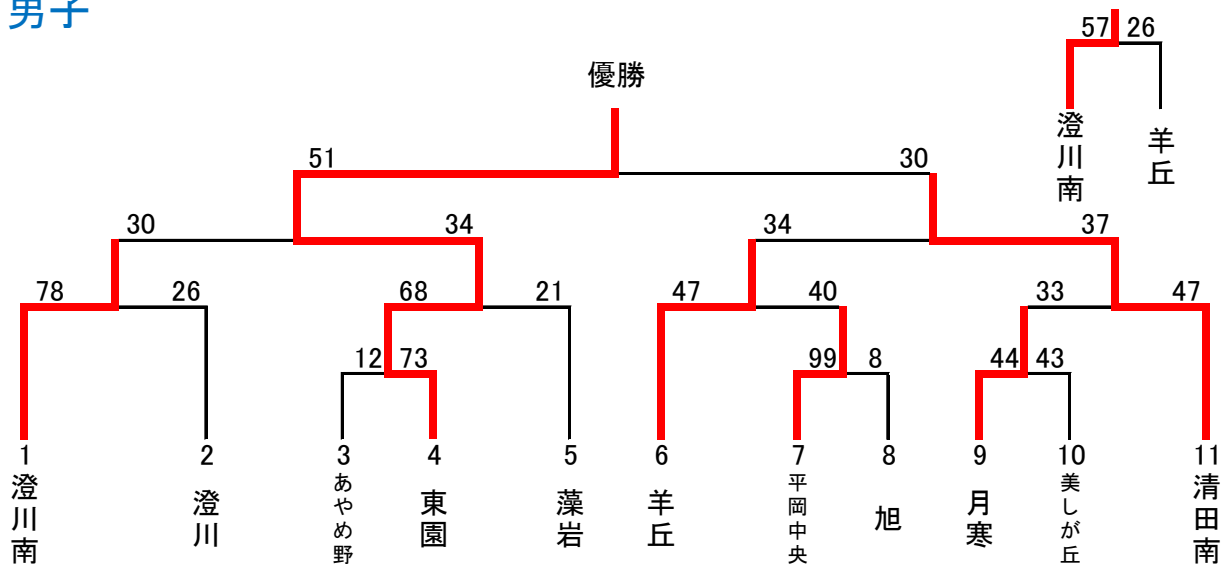 男子
57 26
澄川南
羊丘
優勝
51 30
30 34 34 37
78 26 68 21 47 40 33 47
12 73 99 8 44 43
1 2 3 4 5 6 7 8 9 10 11
澄川南
澄川
あやめ野
東園
藻岩
羊丘
平岡中央
旭
月寒
美しが丘
清田南